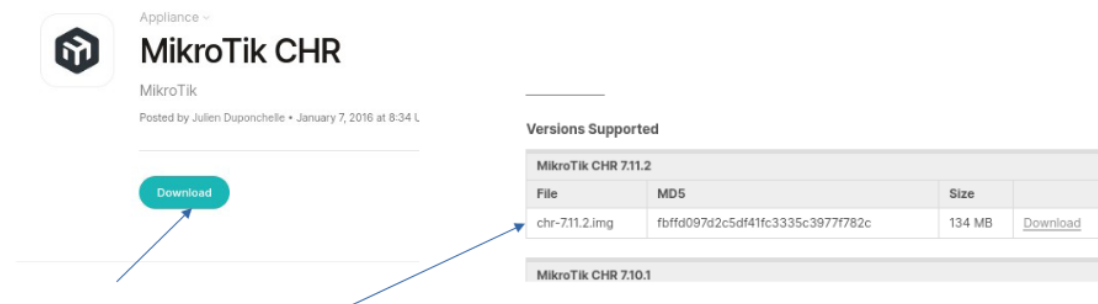 Appliance
MikroTik CHR
MikroTik
Posted by Julien Duponchelle • January 7, 2016 at 8:34
Download
Versions Supported
MikroTik CHR 7.11.2
File MD5 Size
chr-7.11.2.img fbffd097d2c5df41fc3335c3977f782c 134 MB Download
MikroTik CHR 7.10.1